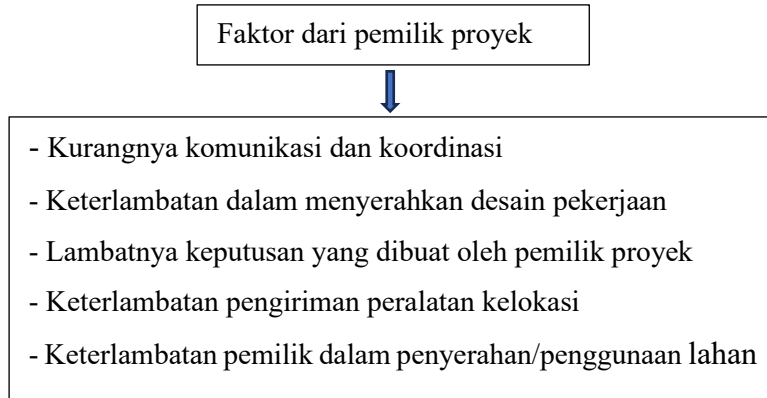 Faktor dari pemilik proyek
- Kurangnya komunikasi dan koordinasi
- Keterlambatan dalam menyerahkan desain pekerjaan
- Lambatnya keputusan yang dibuat oleh pemilik proyek
- Keterlambatan pengiriman peralatan kelokasi
- Keterlambatan pemilik dalam penyerahan/penggunaan lahan